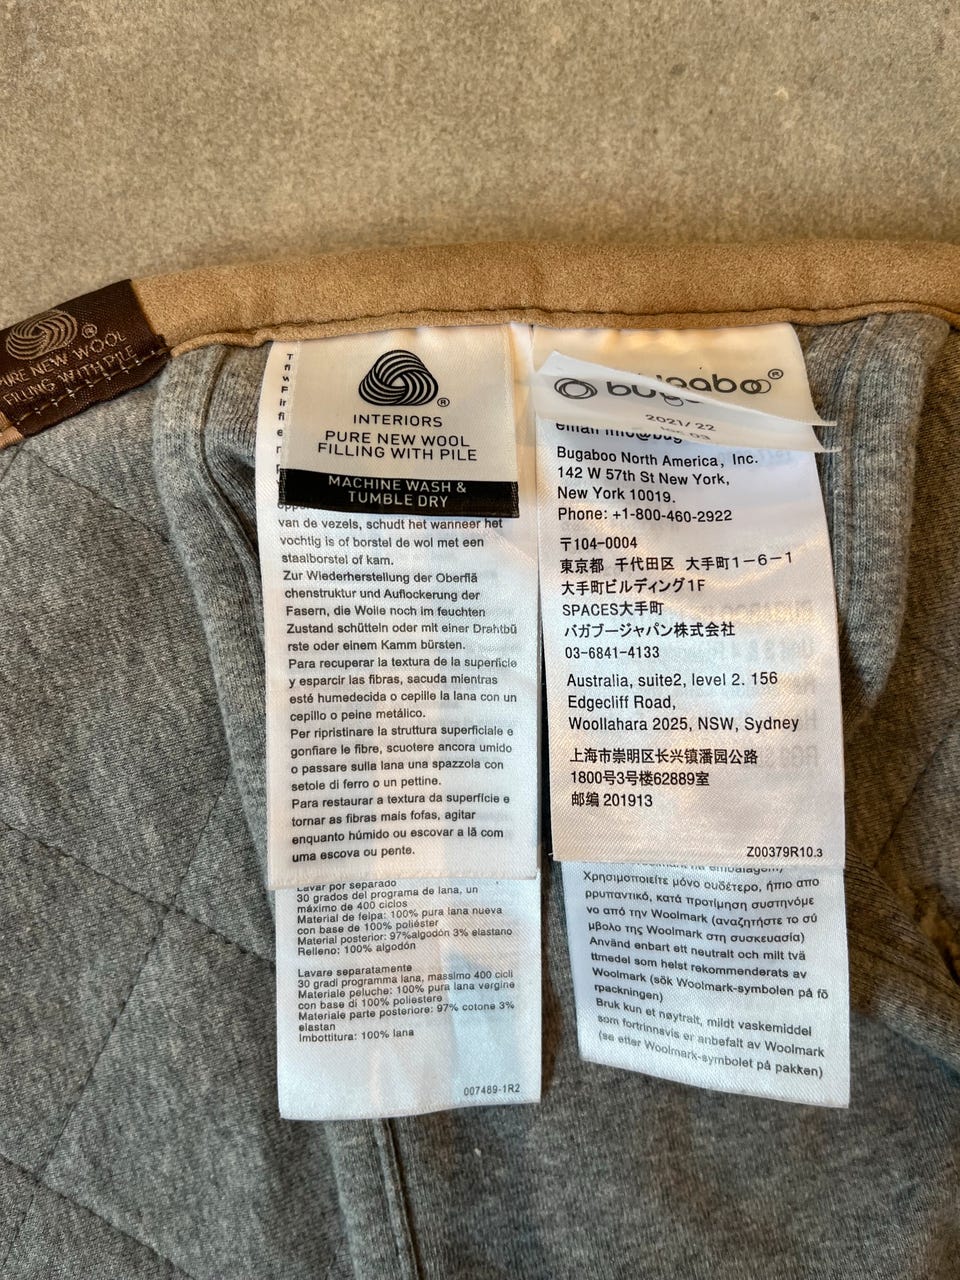 PURE NEW WOOL
FILLING WITH PILE
INTERIORS
PURE NEW WOOL
FILLING WITH PILE
MACHINE WASH &
TUMBLE DRY
van de vezels, schudt het wanneer het
vochtig is of borstel de wol met een
staalborstel of kam.
Zur Wiederherstellung der Oberflä
chenstruktur und Auflockerung der
Fasern, die Wolle noch im feuchten
Zustand schütteln oder mit einer Drahtbü
rste oder einem Kamm bürsten.
Para recuperar la textura de la superficie
y esparcir las fibras, sacuda mientras
esté humedecida o cepille la lana con un
cepillo o peine metálico.
Per ripristinare la struttura superficiale e
gonfiare le fibre, scuotere ancora umido
o passare sulla lana una spazzola con
setole di ferro o un pettine.
Para restaurar a textura da superfície e
tornar as fibras mais fofas, agitar
enquanto húmido ou escovar a lã com
uma escova ou pente.
Lavar por separado
30 grados del programa de lana, un
máximo de 400 ciclos
Material de felpa: 100% pura lana nueva
con base de 100% poliéster
Material posterior: 97%algodón 3% elastano
Relleno: 100% algodón
Lavare separatamente
30 gradi programma lana, massimo 400 cicli
Materiale peluche: 100% pura lana vergine
con base di 100% poliestere
Materiale parte posteriore: 97% cotone 3%
elastan
Imbottitura: 100% lana
007489-1R2
bugaboo
2021/ 22
email info@bug
Bugaboo North America, Inc.
142 W 57th St New York,
New York 10019.
Phone: +1-800-460-2922
〒104-0004
東京都 千代田区 大手町1-6-1
大手町ビルディング1F
SPACES大手町
バガブージャパン株式会社
03-6841-4133
Australia, suite2, level 2. 156
Edgecliff Road,
Woollahara 2025, NSW, Sydney
上海市崇明区长兴镇潘园公路
1800号3号楼62889室
邮编 201913
Z00379R10.3
Χρησιμοποιείτε μόνο ουδέτερο, ήπιο απο
ρρυπαντικό, κατά προτίμηση συστηνόμε
νο από την Woolmark (αναζητήστε το σύ
μβολο της Woolmark στη συσκευασία)
Använd enbart ett neutralt och milt två
ttmedel som helst rekommenderats av
Woolmark (sök Woolmark-symbolen på fö
rpackningen)
Bruk kun et nøytralt, mildt vaskemiddel
som fortrinnsvis er anbefalt av Woolmark
(se etter Woolmark-symbolet på pakken)